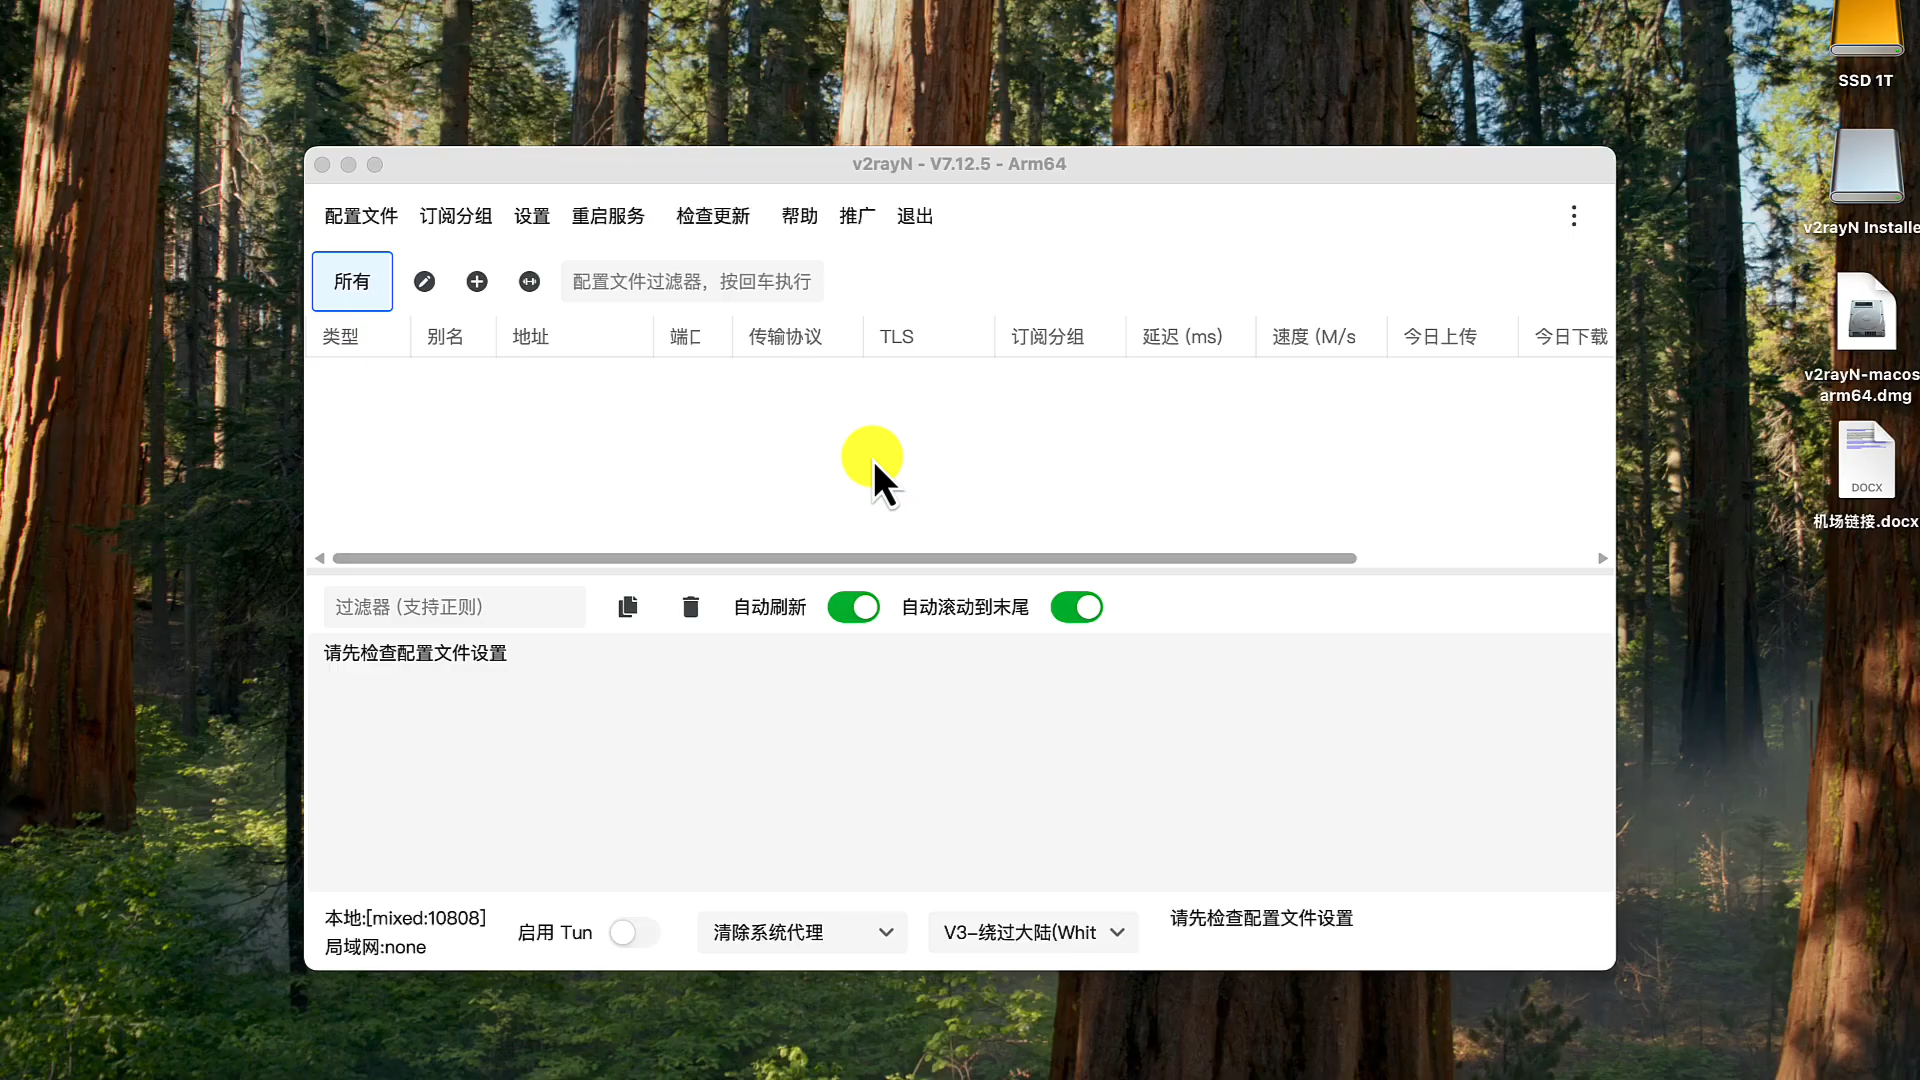 SSD 1T
v2rayN Installe
v2rayN-macos
arm64.dmg
DOCX
机场链接.docx
v2rayN - V7.12.5 - Arm64
配置文件 订阅分组 设置 重启服务 检查更新 帮助 推广 退出
所有 配置文件过滤器，按回车执行
类型 别名 地址 端口 传输协议 TLS 订阅分组 延迟 (ms) 速度 (M/s 今日上传 今日下载
过滤器 (支持正则) 自动刷新 自动滚动到末尾
请先检查配置文件设置
本地:[mixed:10808]
局域网:none
启用 Tun 清除系统代理 V3-绕过大陆(Whit 请先检查配置文件设置